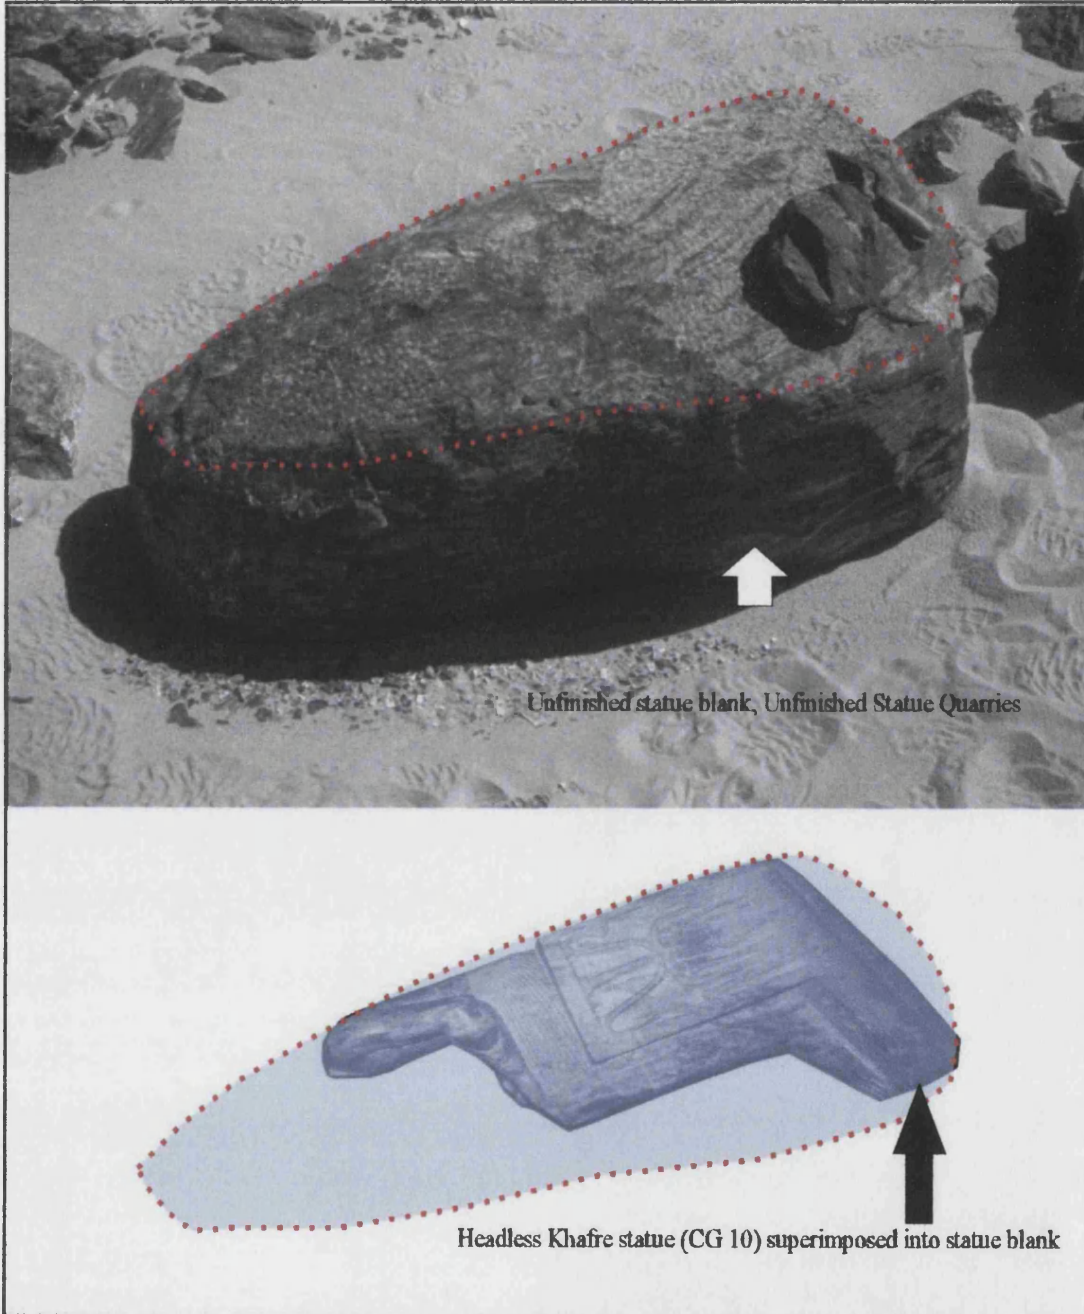 Unfinished statue blank, Unfinished Statue Quarries
Headless Khafre statue (CG 10) superimposed into statue blank